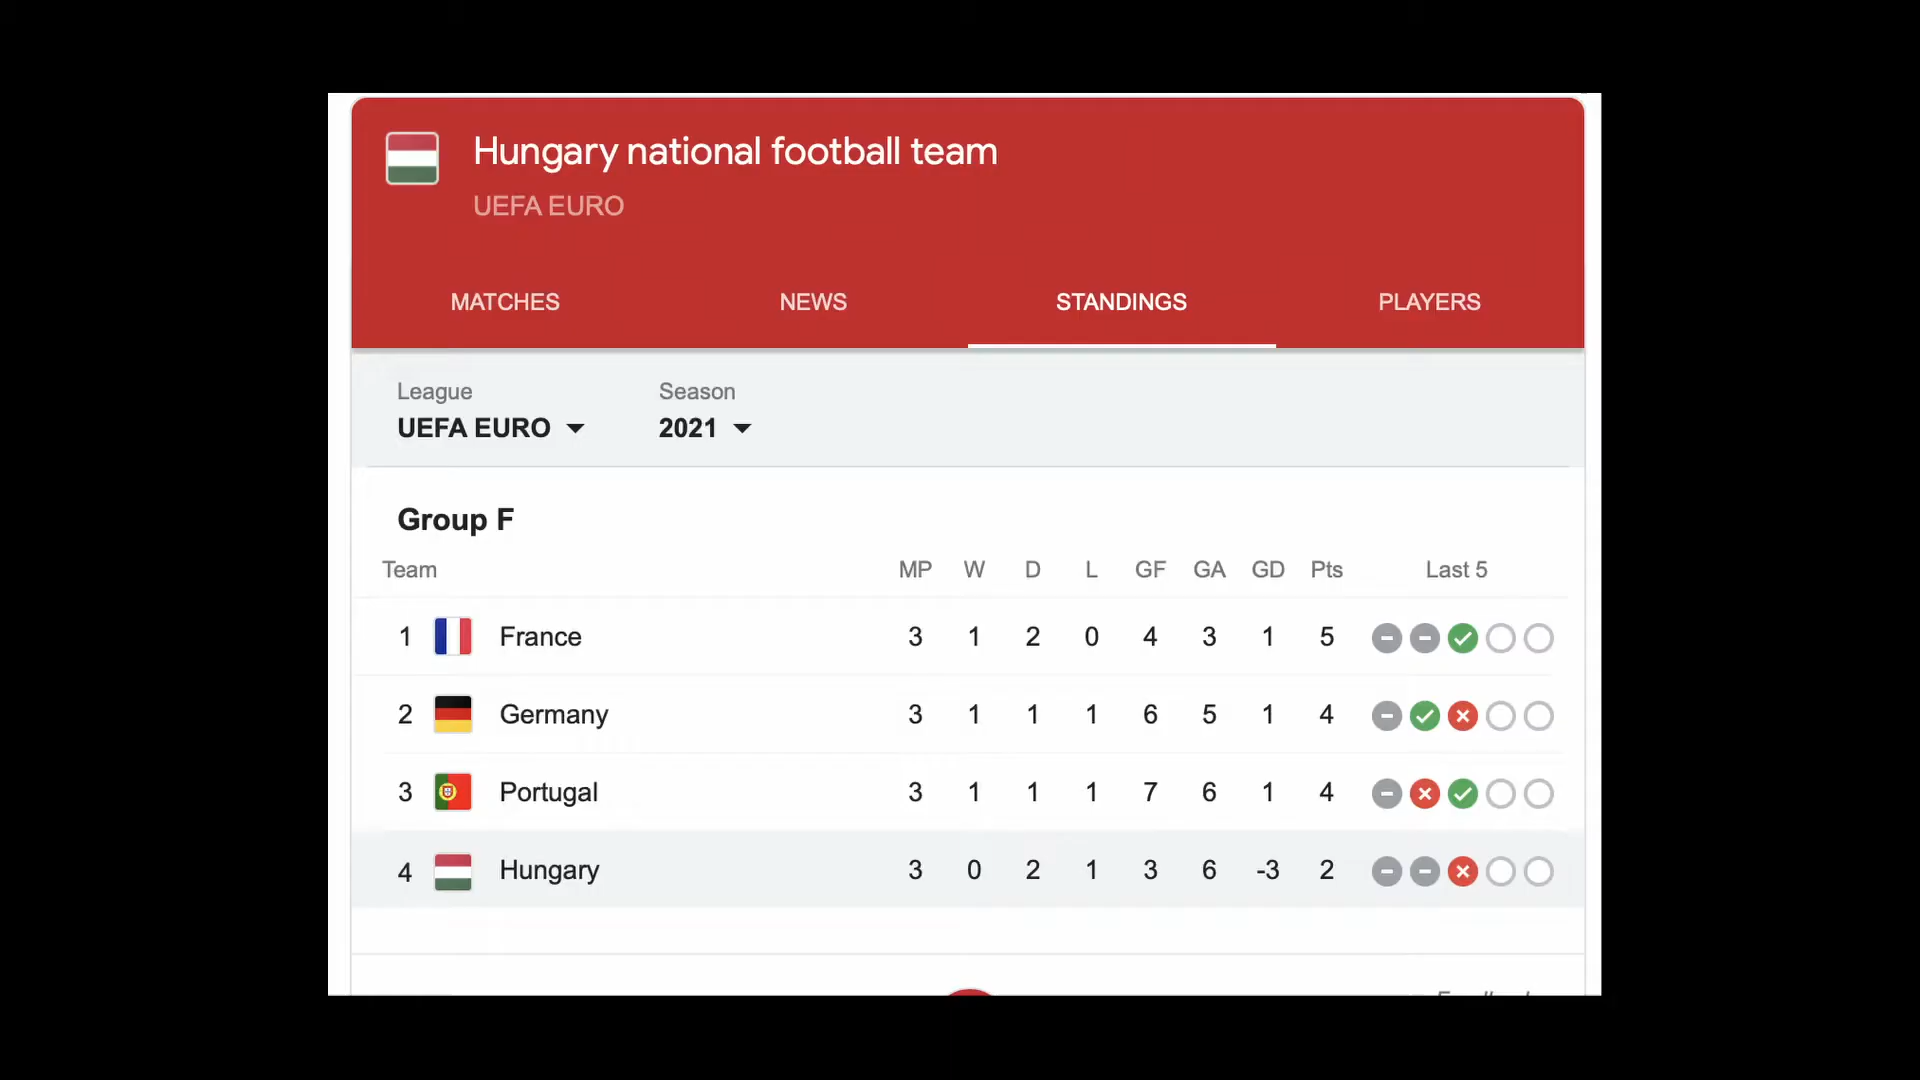 Hungary national football team
UEFA EURO
MATCHES NEWS STANDINGS PLAYERS
League Season
UEFA EURO 2021
Group F
Team MP W D L GF GA GD Pts Last 5
1 France 3 1 2 0 4 3 1 5
2 Germany 3 1 1 1 6 5 1 4
3 Portugal 3 1 1 1 7 6 1 4
4 Hungary 3 0 2 1 3 6 -3 2